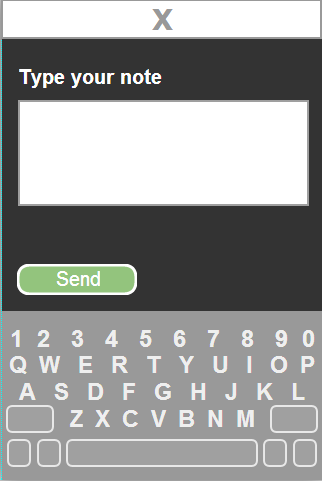 X
Type your note
Send
1 2 3 4 5 6 7 8 9 0
Q W E R T Y U I O P
A S D F G H J K L
Z X C V B N M